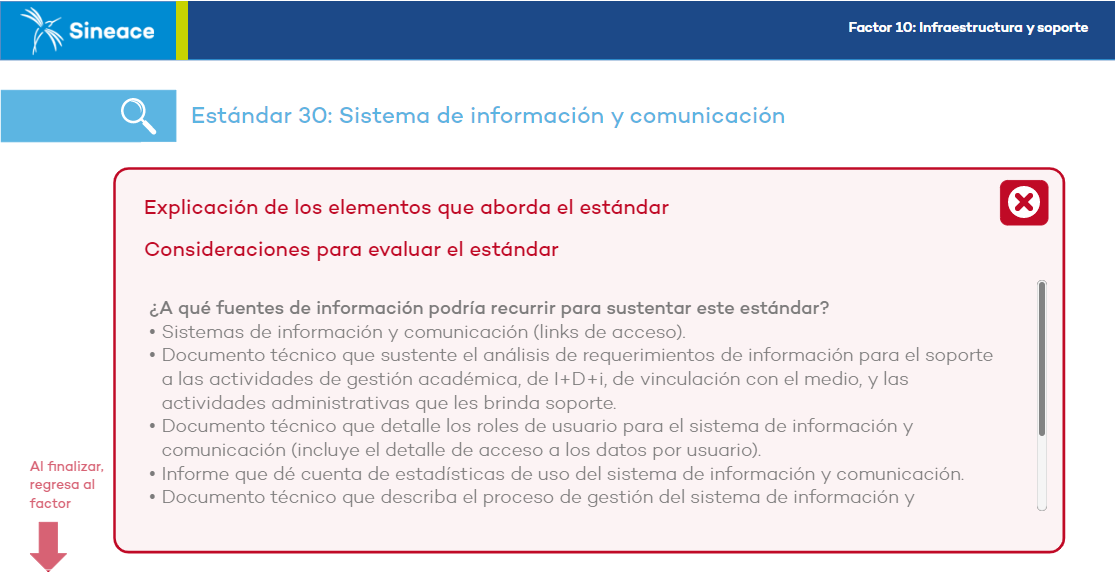 Sineace
Factor 10: Infraestructura y soporte
Estándar 30: Sistema de información y comunicación
Explicación de los elementos que aborda el estándar
Consideraciones para evaluar el estándar
¿A qué fuentes de información podría recurrir para sustentar este estándar?
• Sistemas de información y comunicación (links de acceso).
• Documento técnico que sustente el análisis de requerimientos de información para el soporte
a las actividades de gestión académica, de I+D+i, de vinculación con el medio, y las
actividades administrativas que les brinda soporte.
• Documento técnico que detalle los roles de usuario para el sistema de información y
comunicación (incluye el detalle de acceso a los datos por usuario).
• Informe que dé cuenta de estadísticas de uso del sistema de información y comunicación.
• Documento técnico que describa el proceso de gestión del sistema de información y
Al finalizar,
regresa al
factor